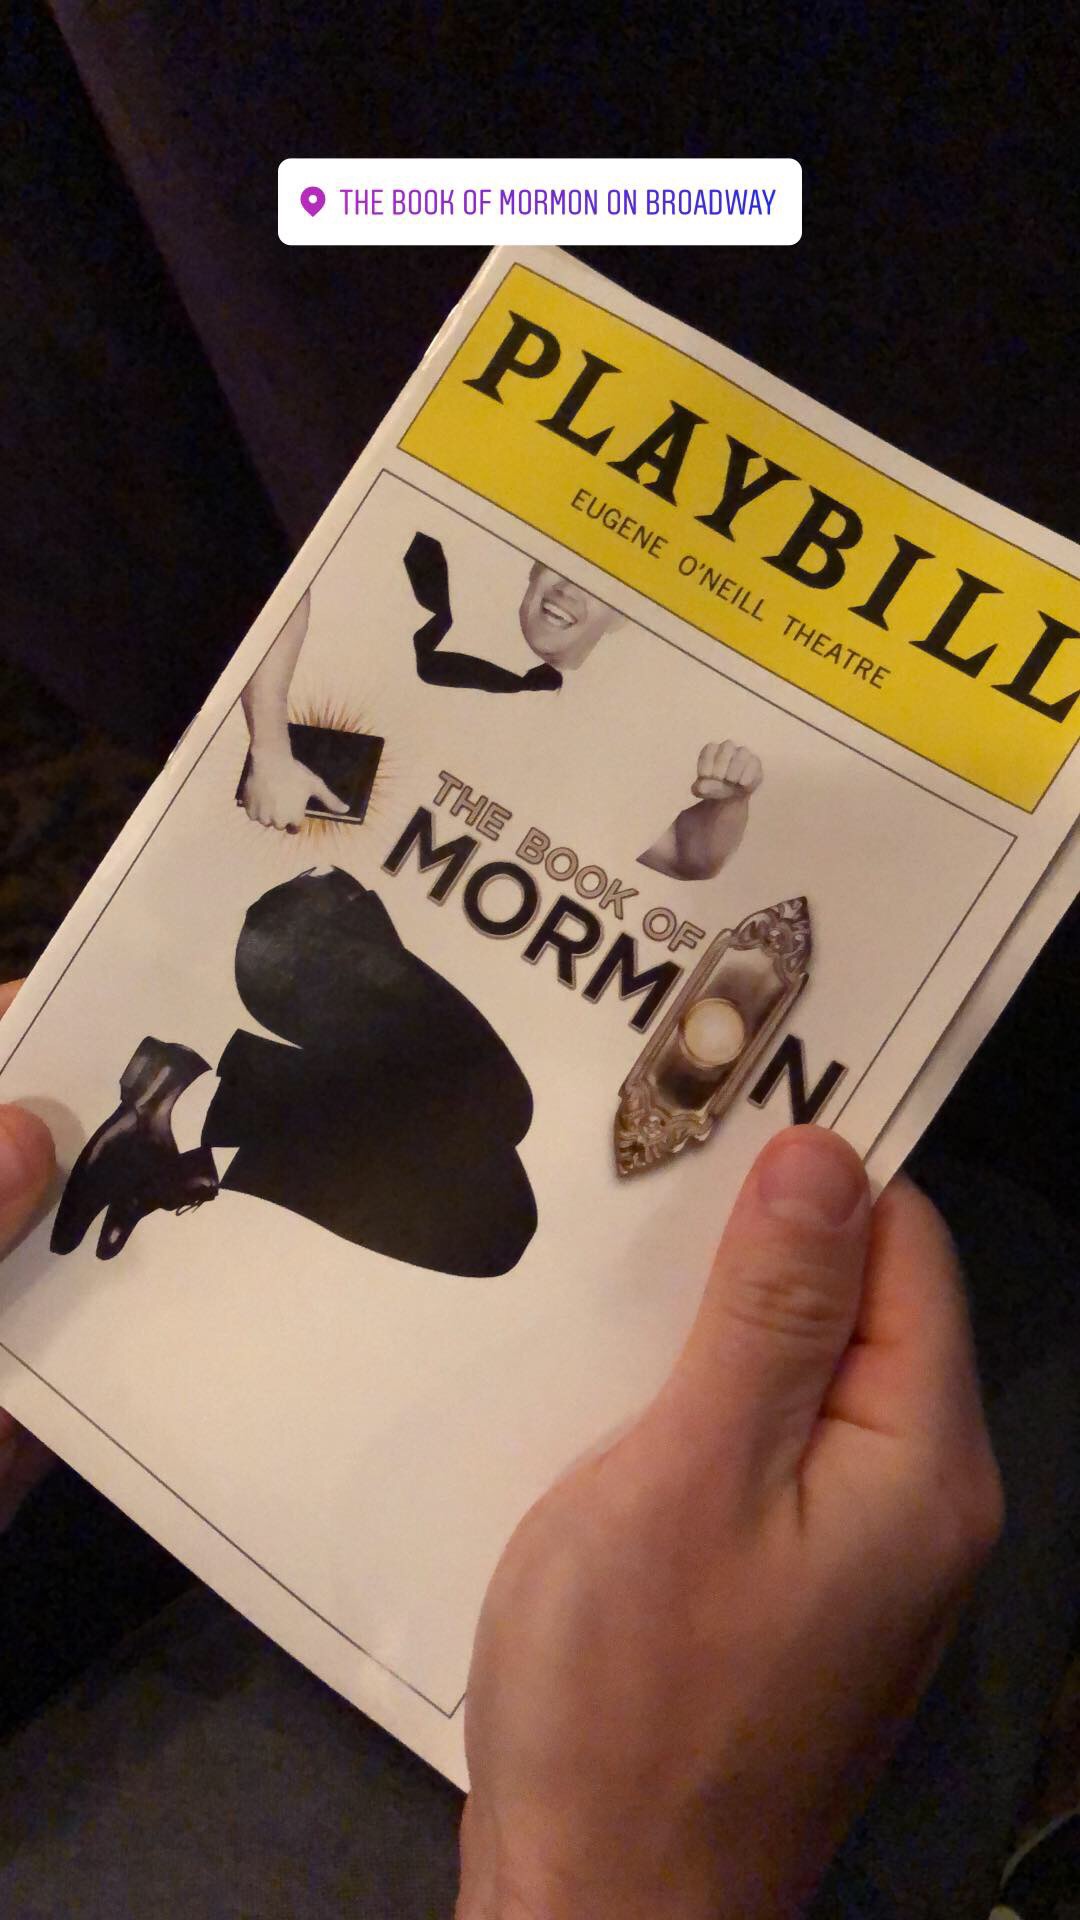 THE BOOK OF MORMON ON BROADWAY
PLAYBILL
EUGENE O'NEILL THEATRE
THE BOOK OF
MORMON